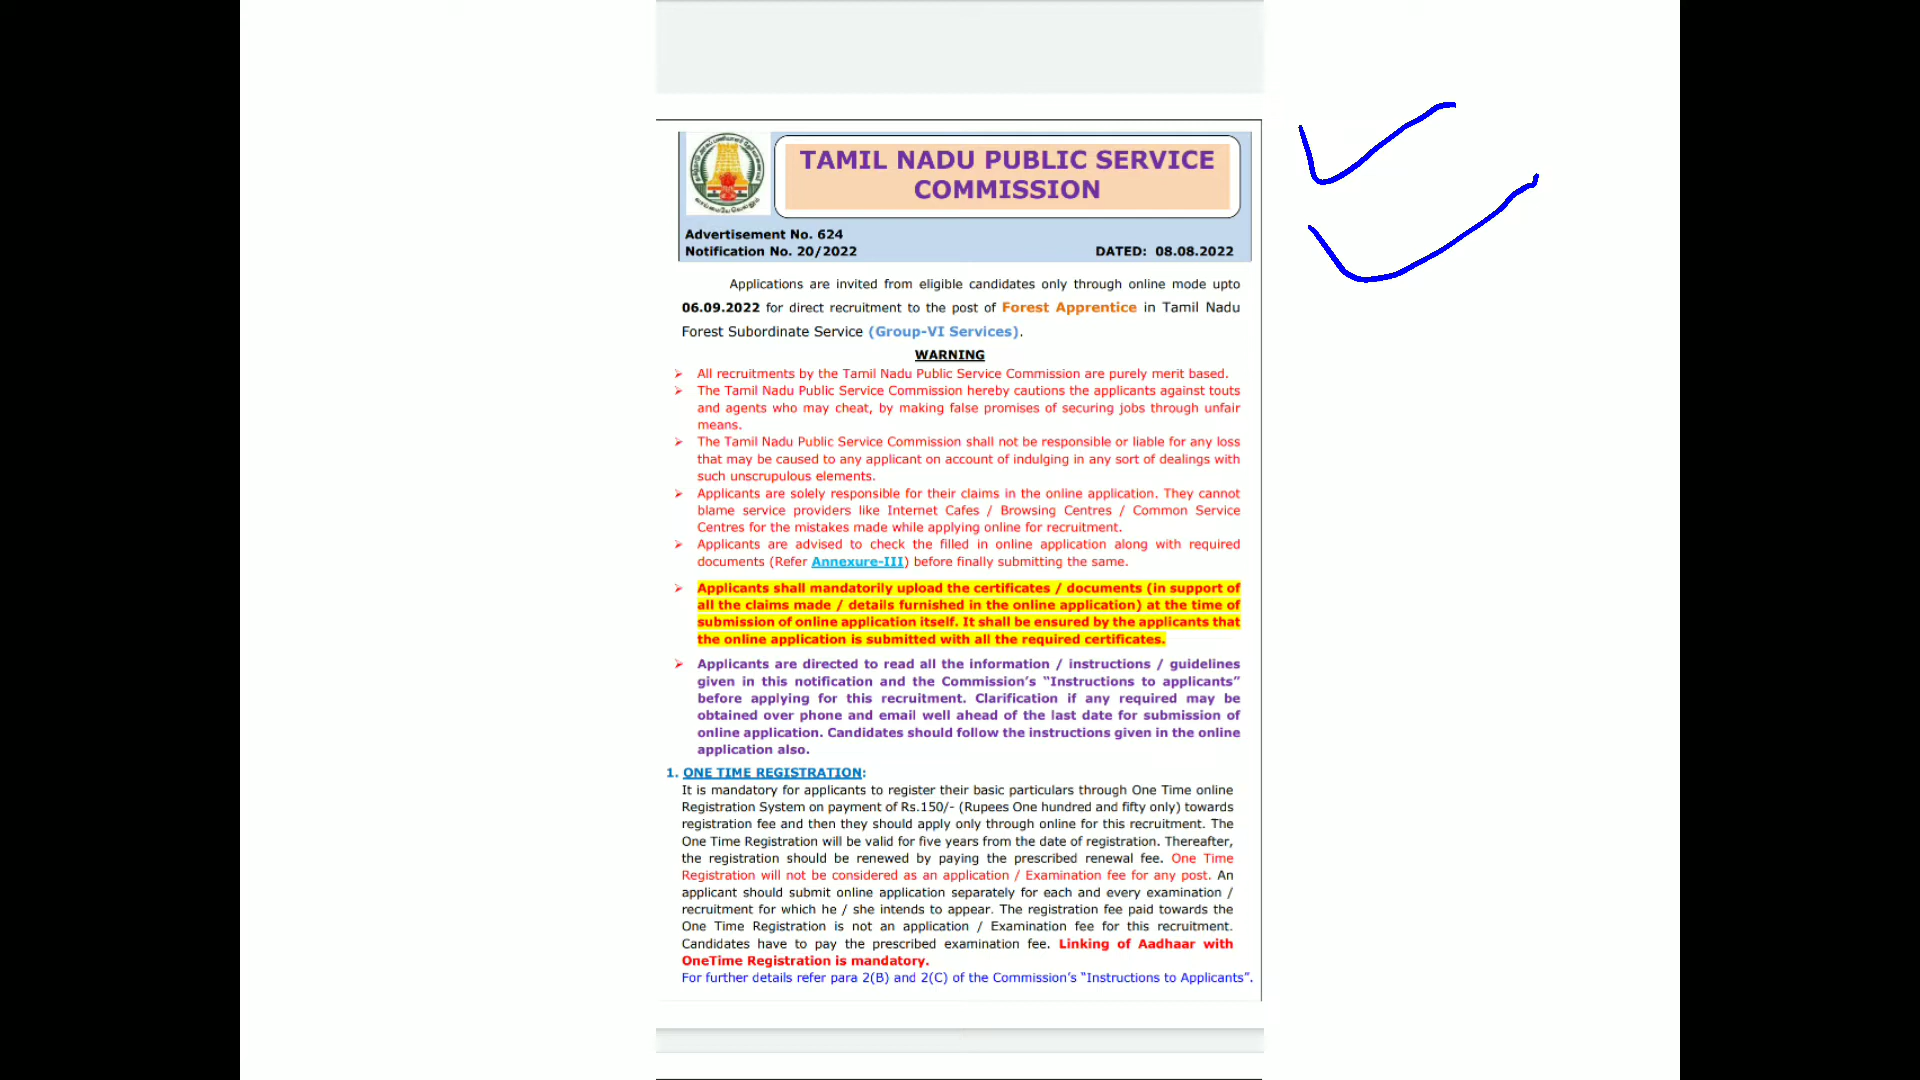 TAMIL NADU PUBLIC SERVICE
COMMISSION
Advertisement No. 624
Notification No. 20/2022 DATED: 08.08.2022
Applications are invited from eligible candidates only through online mode upto
06.09.2022 for direct recruitment to the post of Forest Apprentice in Tamil Nadu
Forest Subordinate Service (Group-VI Services).
WARNING
➢ All recruitments by the Tamil Nadu Public Service Commission are purely merit based.
➢ The Tamil Nadu Public Service Commission hereby cautions the applicants against touts
and agents who may cheat, by making false promises of securing jobs through unfair
means.
➢ The Tamil Nadu Public Service Commission shall not be responsible or liable for any loss
that may be caused to any applicant on account of indulging in any sort of dealings with
such unscrupulous elements.
➢ Applicants are solely responsible for their claims in the online application. They cannot
blame service providers like Internet Cafes / Browsing Centres / Common Service
Centres for the mistakes made while applying online for recruitment.
➢ Applicants are advised to check the filled in online application along with required
documents (Refer Annexure-III) before finally submitting the same.
➢ Applicants shall mandatorily upload the certificates / documents (in support of
all the claims made / details furnished in the online application) at the time of
submission of online application itself. It shall be ensured by the applicants that
the online application is submitted with all the required certificates.
➢ Applicants are directed to read all the information / instructions / guidelines
given in this notification and the Commission's “Instructions to applicants”
before applying for this recruitment. Clarification if any required may be
obtained over phone and email well ahead of the last date for submission of
online application. Candidates should follow the instructions given in the online
application also.
1. ONE TIME REGISTRATION:
It is mandatory for applicants to register their basic particulars through One Time online
Registration System on payment of Rs.150/- (Rupees One hundred and fifty only) towards
registration fee and then they should apply only through online for this recruitment. The
One Time Registration will be valid for five years from the date of registration. Thereafter,
the registration should be renewed by paying the prescribed renewal fee. One Time
Registration will not be considered as an application / Examination fee for any post. An
applicant should submit online application separately for each and every examination /
recruitment for which he / she intends to appear. The registration fee paid towards the
One Time Registration is not an application / Examination fee for this recruitment.
Candidates have to pay the prescribed examination fee. Linking of Aadhaar with
OneTime Registration is mandatory.
For further details refer para 2(B) and 2(C) of the Commission's “Instructions to Applicants”.